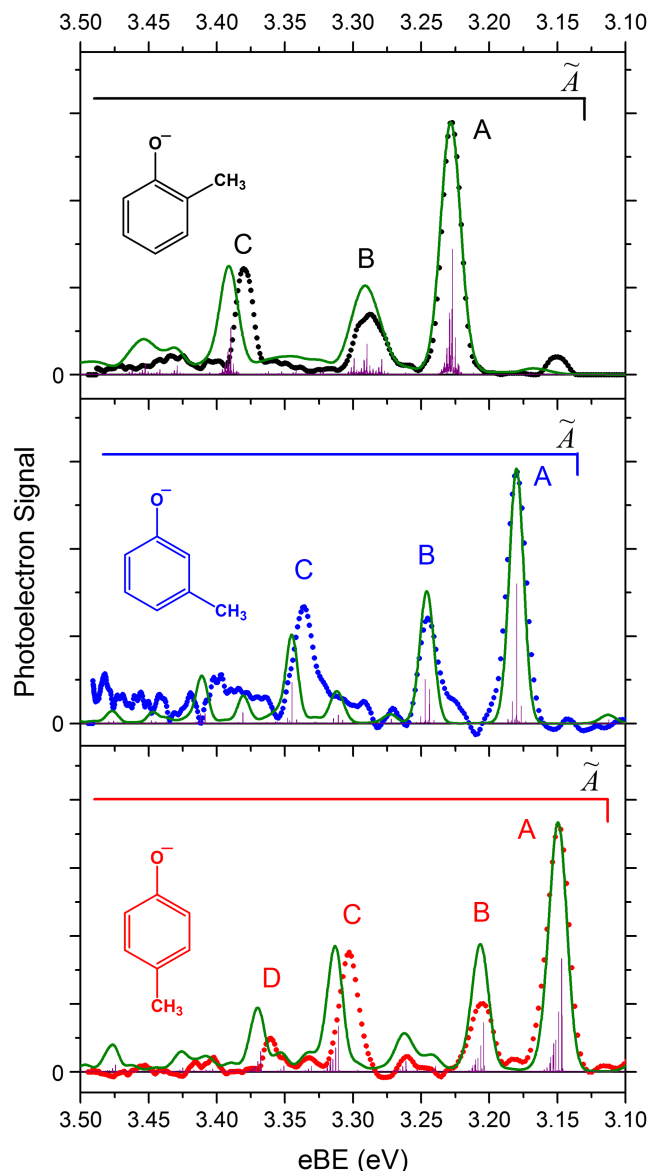 3.50 3.45 3.40 3.35 3.30 3.25 3.20 3.15 3.10
Ã
A
O⁻
CH₃
C
B
0
Ã
A
O⁻
B
C
CH₃
0
Photoelectron Signal
Ã
A
O⁻
C
B
D
CH₃
0
3.50 3.45 3.40 3.35 3.30 3.25 3.20 3.15 3.10
eBE (eV)